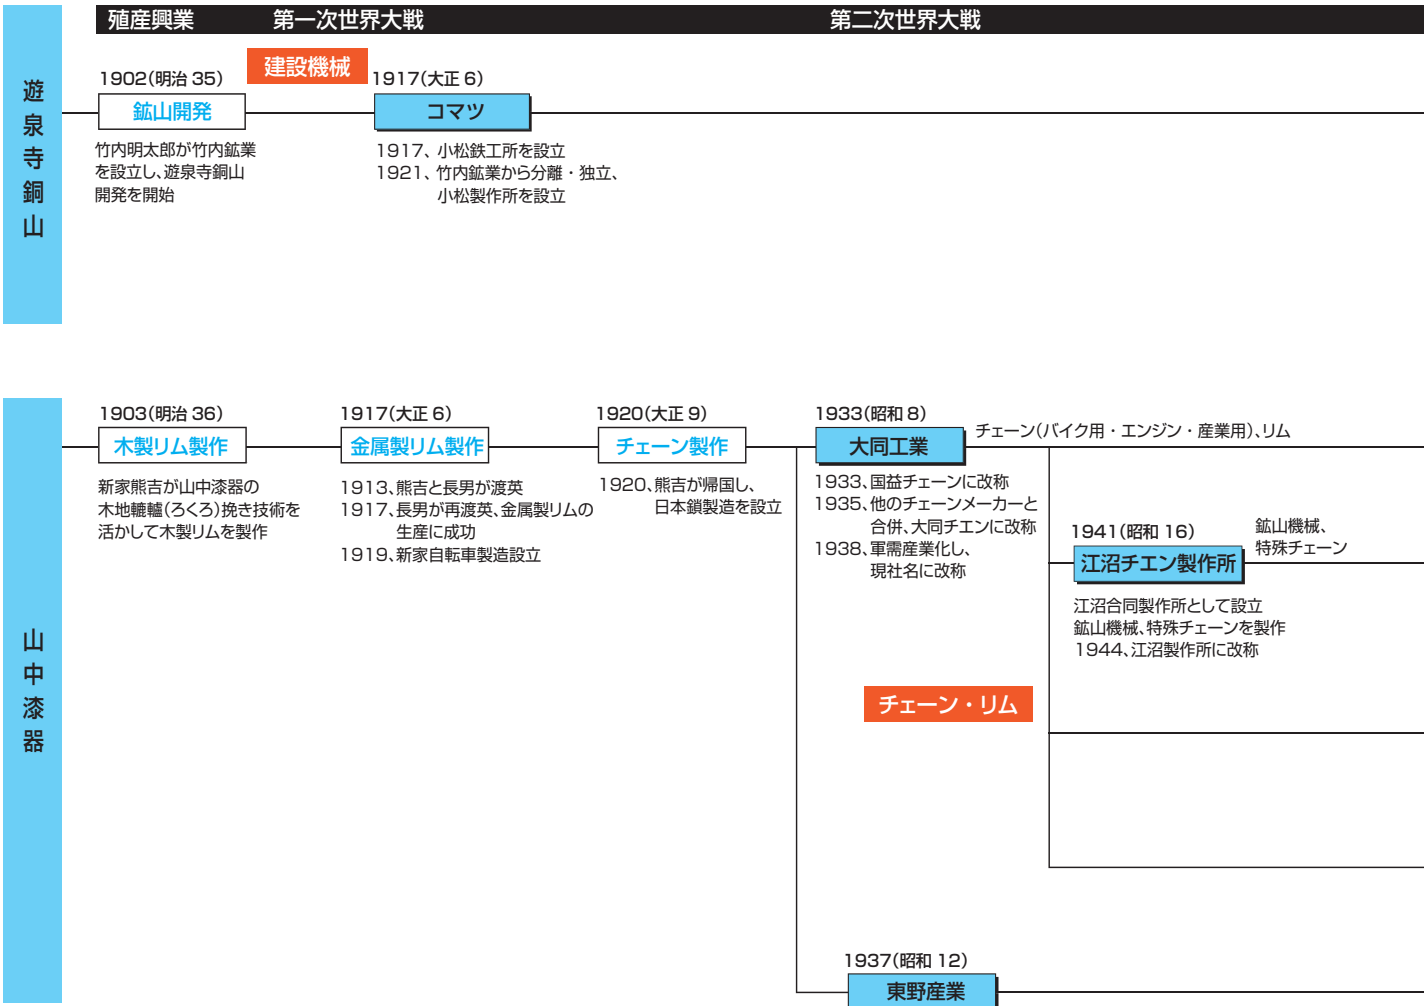 殖産興業 第一次世界大戦 第二次世界大戦
遊泉寺銅山
建設機械
1902(明治 35)
鉱山開発
竹内明太郎が竹内鉱業
を設立し、遊泉寺銅山
開発を開始
1917(大正 6)
コマツ
1917、小松鉄工所を設立
1921、竹内鉱業から分離・独立、
小松製作所を設立
山中漆器
1903(明治 36)
木製リム製作
新家熊吉が山中漆器の
木地轆轤(ろくろ)挽き技術を
活かして木製リムを製作
1917(大正 6)
金属製リム製作
1913、熊吉と長男が渡英
1917、長男が再渡英、金属製リムの
生産に成功
1919、新家自転車製造設立
1920(大正 9)
チェーン製作
1920、熊吉が帰国し、
日本鎖製造を設立
1933(昭和 8)
大同工業
チェーン(バイク用・エンジン・産業用)、リム
1933、国益チェーンに改称
1935、他のチェーンメーカーと
合併、大同チエンに改称
1938、軍需産業化し、
現社名に改称
1941(昭和 16)
江沼チエン製作所
鉱山機械、
特殊チェーン
江沼合同製作所として設立
鉱山機械、特殊チェーンを製作
1944、江沼製作所に改称
チェーン・リム
1937(昭和 12)
東野産業